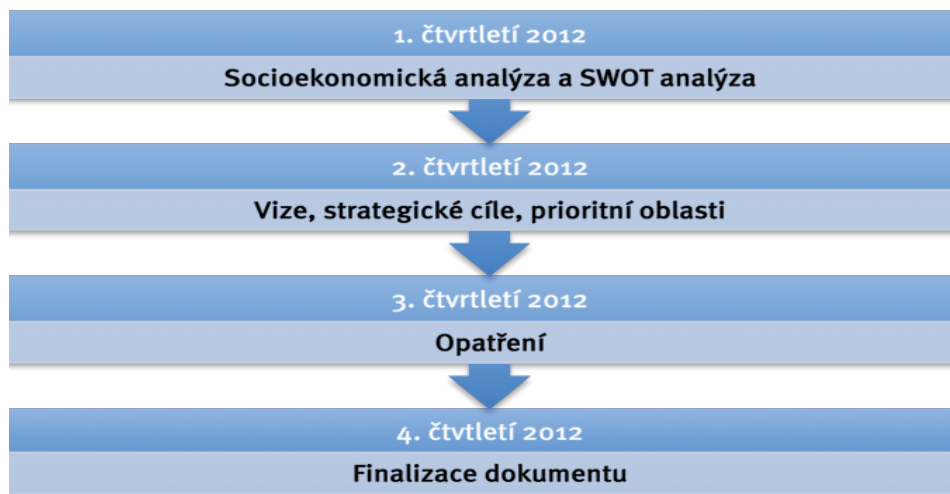 1. čtvrtletí 2012
Socioekonomická analýza a SWOT analýza
2. čtvrtletí 2012
Vize, strategické cíle, prioritní oblasti
3. čtvrtletí 2012
Opatření
4. čtvtletí 2012
Finalizace dokumentu